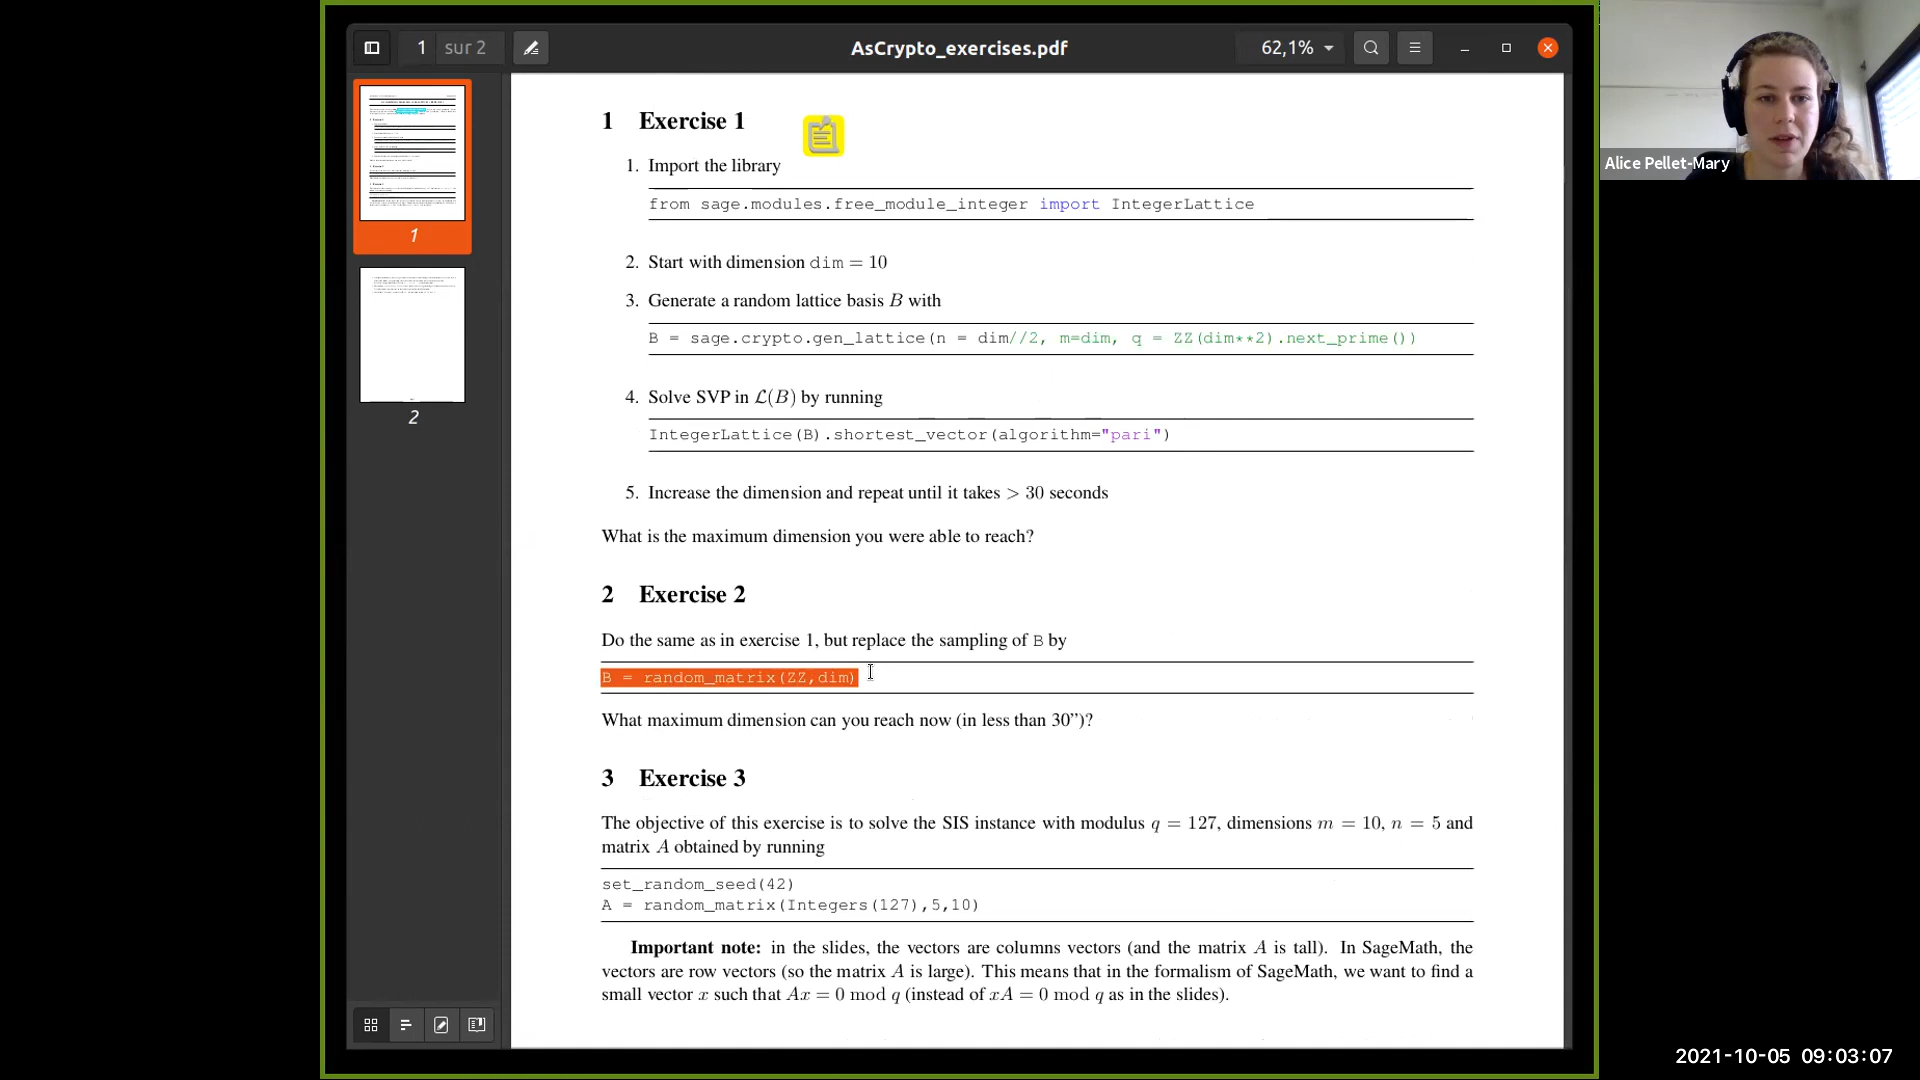 1 sur 2
AsCrypto_exercises.pdf
62,1%
1
2
1 Exercise 1
1. Import the library
from sage.modules.free_module_integer import IntegerLattice
2. Start with dimension dim = 10
3. Generate a random lattice basis B with
B = sage.crypto.gen_lattice(n = dim//2, m=dim, q = ZZ(dim**2).next_prime())
4. Solve SVP in ℒ(B) by running
IntegerLattice(B).shortest_vector(algorithm="pari")
5. Increase the dimension and repeat until it takes > 30 seconds
What is the maximum dimension you were able to reach?
2 Exercise 2
Do the same as in exercise 1, but replace the sampling of B by
B = random_matrix(ZZ,dim)
What maximum dimension can you reach now (in less than 30”)?
3 Exercise 3
The objective of this exercise is to solve the SIS instance with modulus q = 127, dimensions m = 10, n = 5 and
matrix A obtained by running
set_random_seed(42)
A = random_matrix(Integers(127),5,10)
Important note: in the slides, the vectors are columns vectors (and the matrix A is tall). In SageMath, the
vectors are row vectors (so the matrix A is large). This means that in the formalism of SageMath, we want to find a
small vector x such that Ax = 0 mod q (instead of xA = 0 mod q as in the slides).
Alice Pellet-Mary
2021-10-05 09:03:07